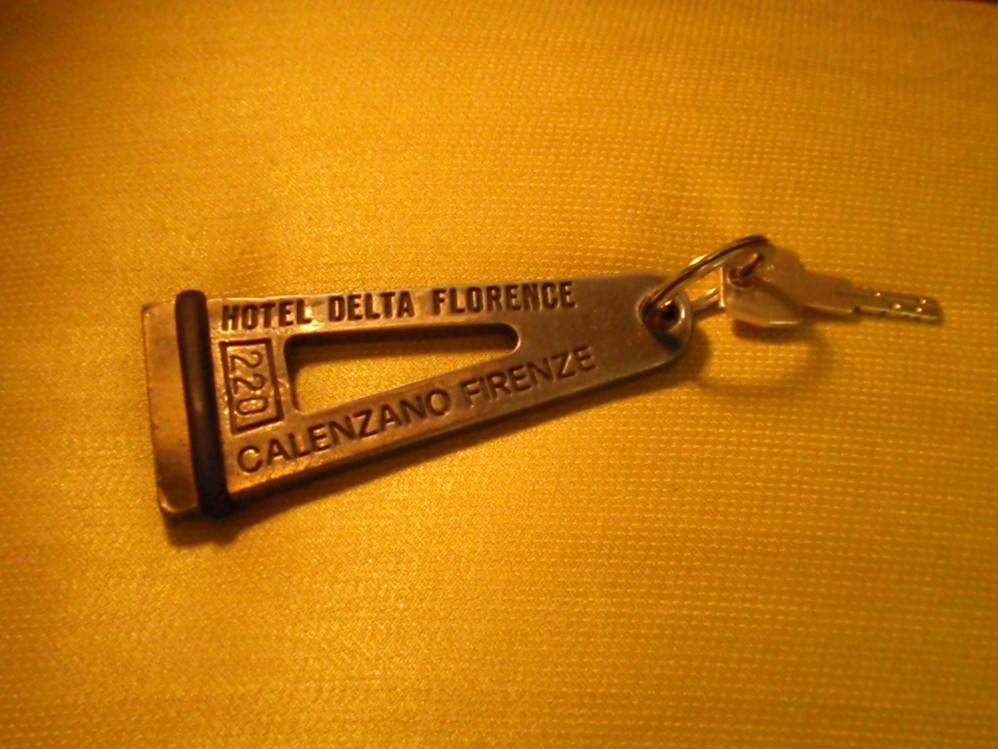 HOTEL DELTA FLORENCE
220
CALENZANO FIRENZE